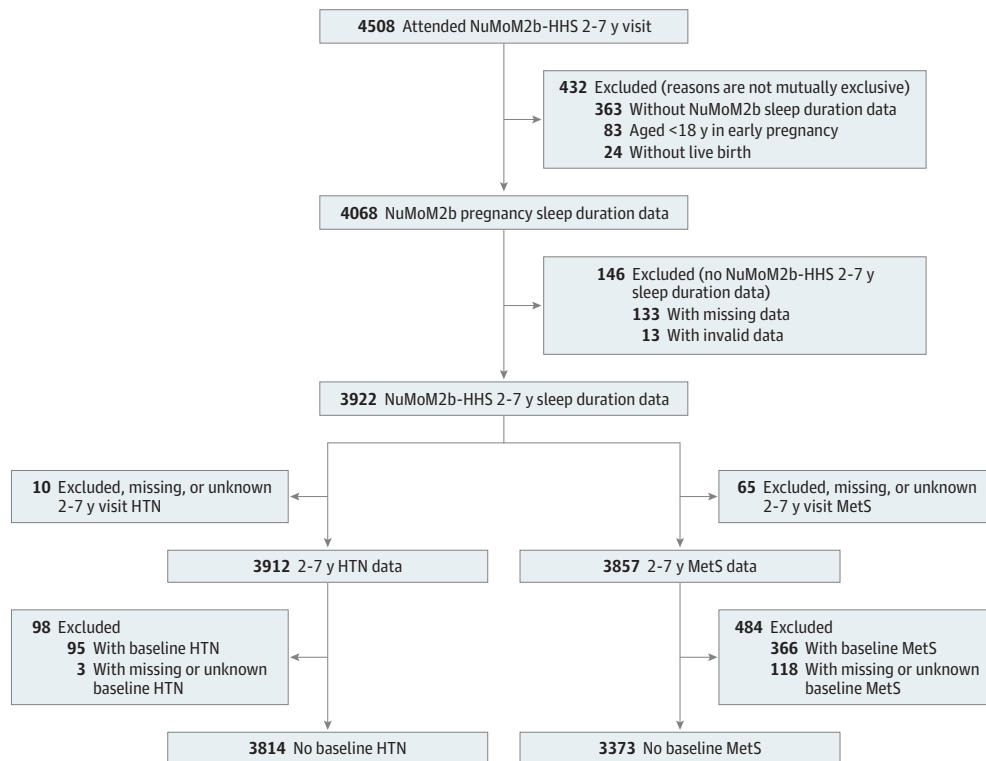 4508 Attended NuMoM2b-HHS 2-7 y visit
432 Excluded (reasons are not mutually exclusive)
363 Without NuMoM2b sleep duration data
83 Aged <18 y in early pregnancy
24 Without live birth
4068 NuMoM2b pregnancy sleep duration data
146 Excluded (no NuMoM2b-HHS 2-7 y
sleep duration data)
133 With missing data
13 With invalid data
3922 NuMoM2b-HHS 2-7 y sleep duration data
10 Excluded, missing, or unknown
2-7 y visit HTN
65 Excluded, missing, or unknown
2-7 y visit MetS
3912 2-7 y HTN data
3857 2-7 y MetS data
98 Excluded
95 With baseline HTN
3 With missing or unknown
baseline HTN
484 Excluded
366 With baseline MetS
118 With missing or unknown
baseline MetS
3814 No baseline HTN
3373 No baseline MetS